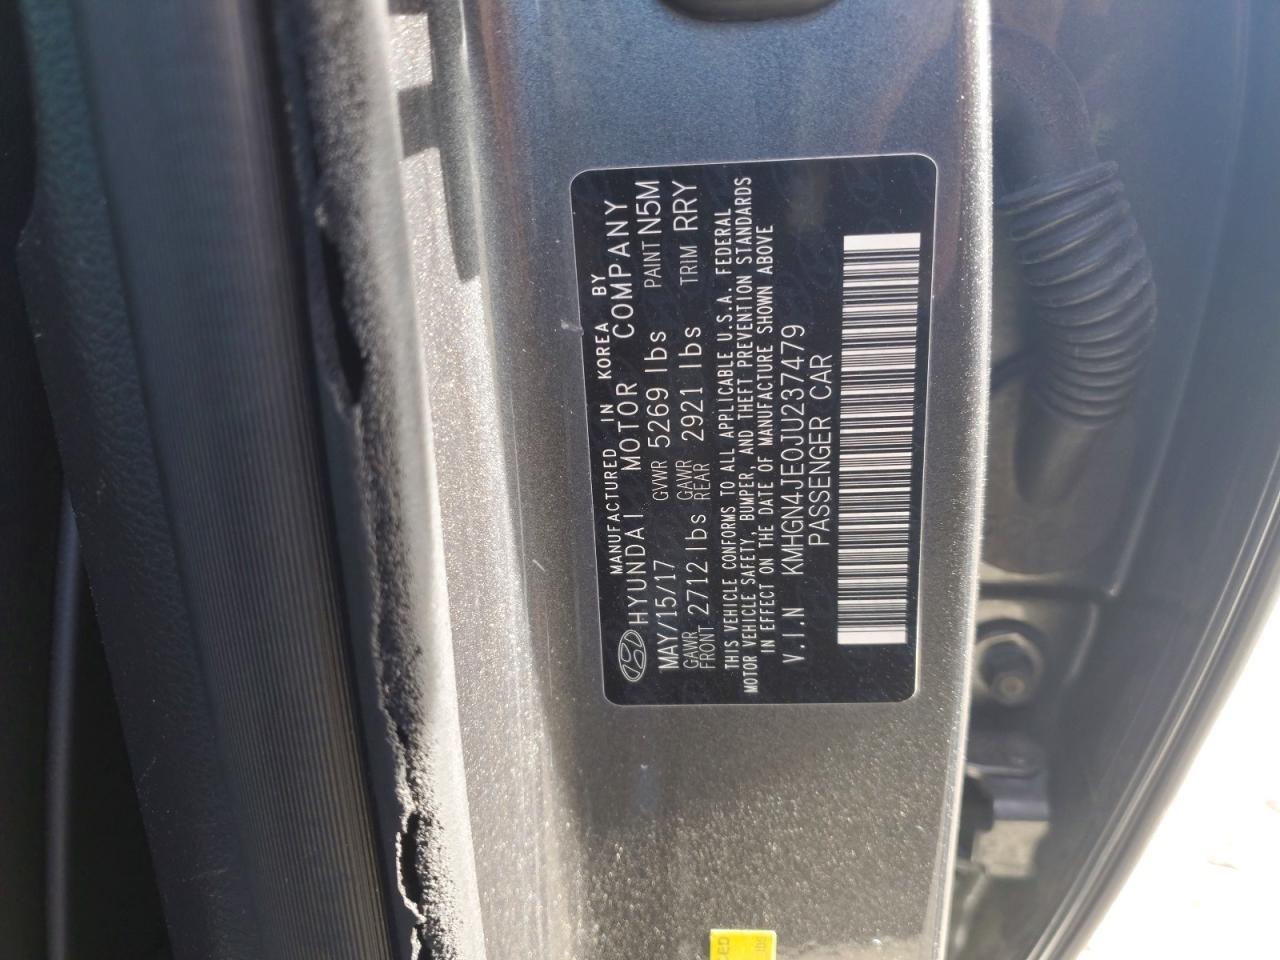 MANUFACTURED IN KOREA BY
HYUNDAI MOTOR COMPANY
MAY/15/17 GVWR 5269 lbs PAINT N5M
GAWR FRONT 2712 lbs GAWR REAR 2921 lbs TRIM RRY
THIS VEHICLE CONFORMS TO ALL APPLICABLE U.S.A. FEDERAL
MOTOR VEHICLE SAFETY, BUMPER, AND THEFT PREVENTION STANDARDS
IN EFFECT ON THE DATE OF MANUFACTURE SHOWN ABOVE
V.I.N KMHGN4JE0JU237479
PASSENGER CAR